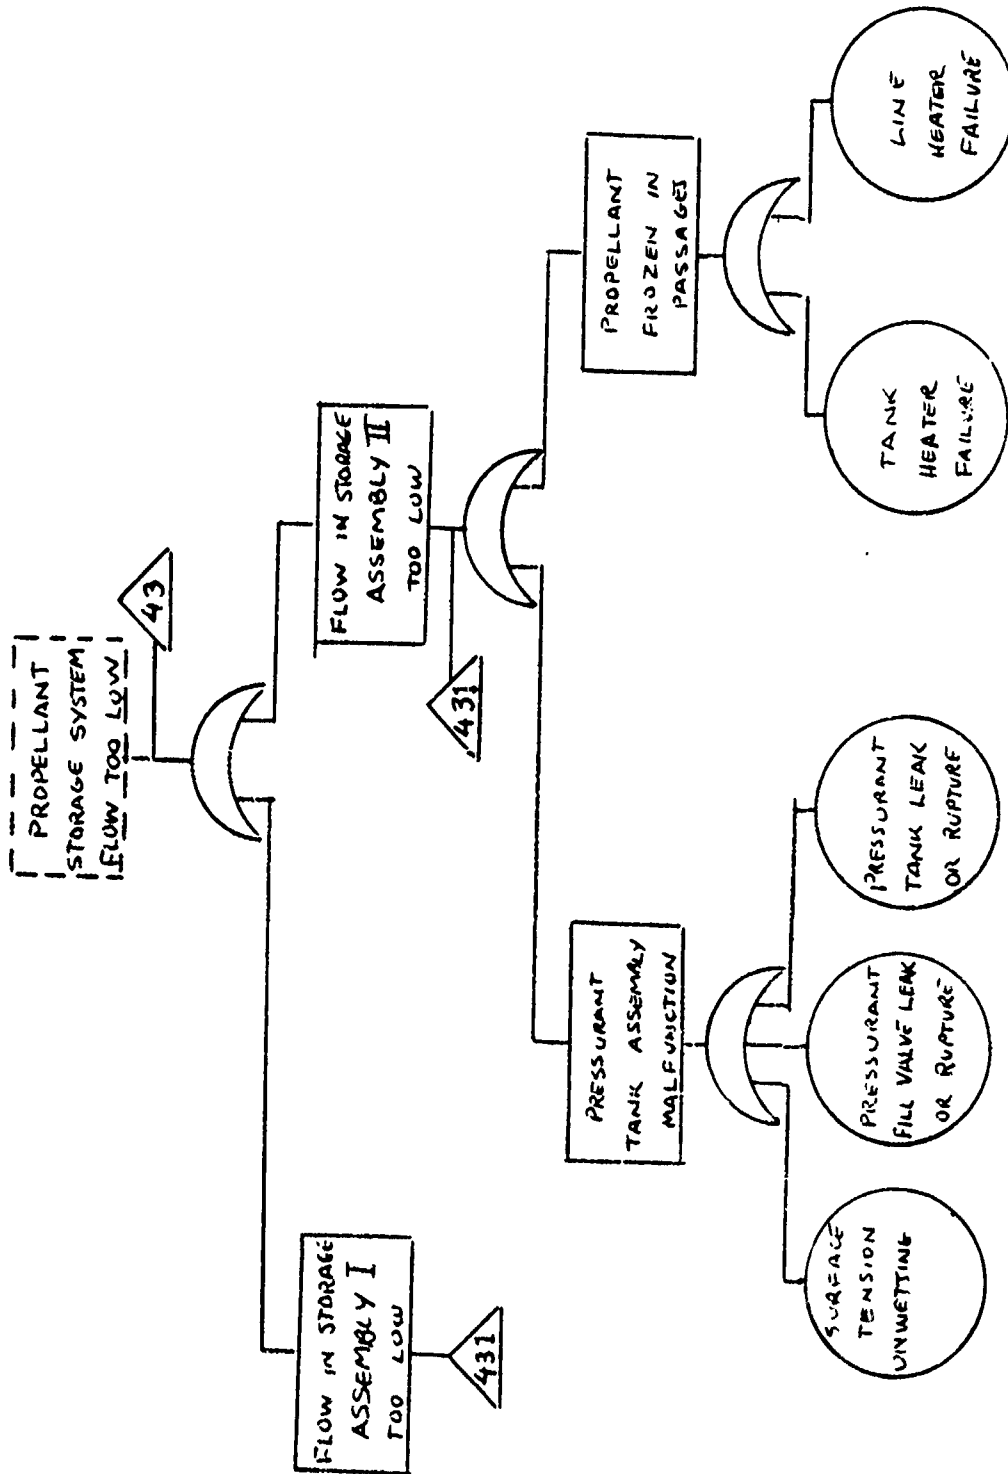 PROPELLANT
STORAGE SYSTEM
FLOW TOO LOW
43
FLOW IN STORAGE
ASSEMBLY I
TOO LOW
431
FLOW IN STORAGE
ASSEMBLY II
TOO LOW
431
PRESSURANT
TANK ASSEMBLY
MALFUNCTION
PROPELLANT
FROZEN IN
PASSAGES
SURFACE
TENSION
UNWETTING
PRESSURANT
FILL VALVE LEAK
OR RUPTURE
PRESSURANT
TANK LEAK
OR RUPTURE
TANK
HEATER
FAILURE
LINE
HEATER
FAILURE